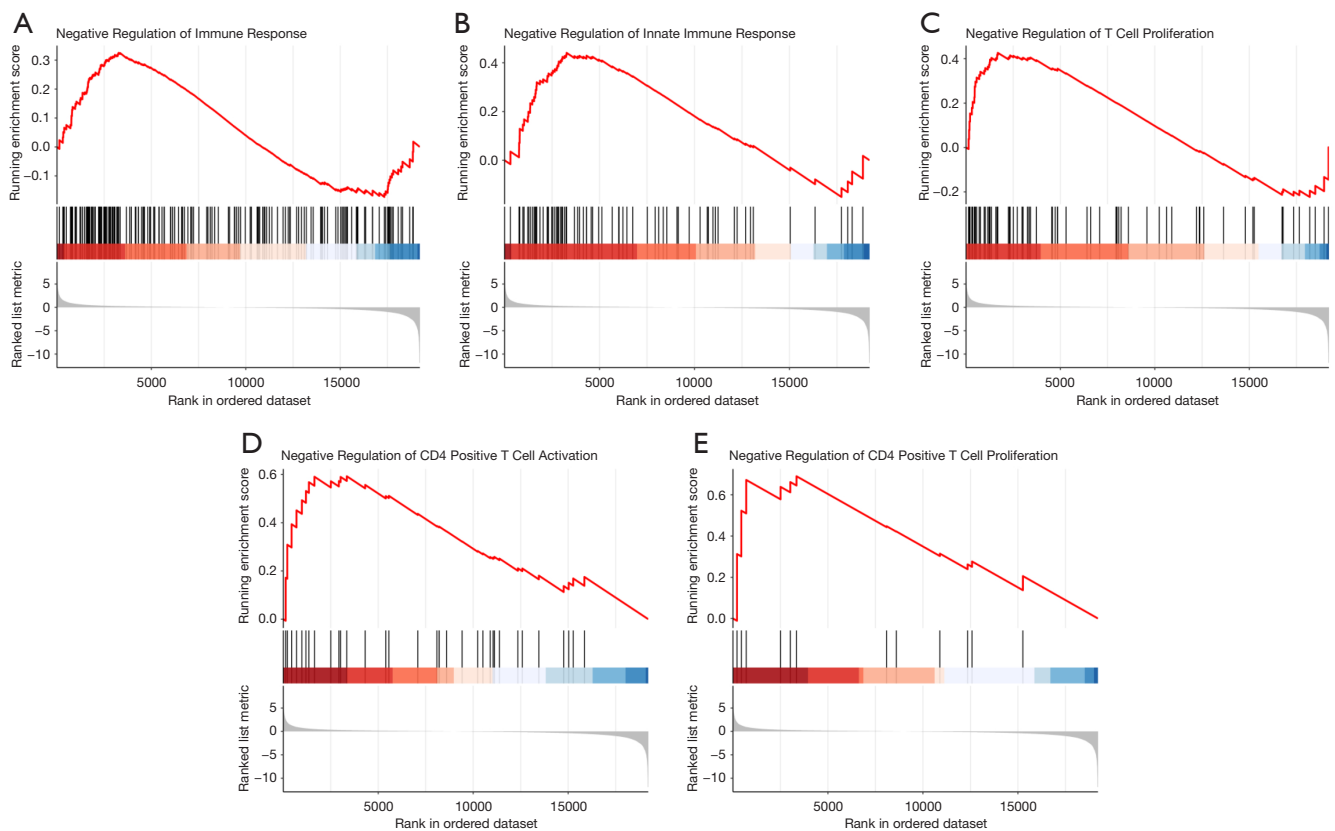 A
Negative Regulation of Immune Response
Running enrichment score
0.3
0.2
0.1
0.0
−0.1
Ranked list metric
5
0
−5
−10
5000 10000 15000
Rank in ordered dataset
B
Negative Regulation of Innate Immune Response
Running enrichment score
0.4
0.2
0.0
Ranked list metric
5
0
−5
−10
5000 10000 15000
Rank in ordered dataset
C
Negative Regulation of T Cell Proliferation
Running enrichment score
0.4
0.2
0.0
−0.2
Ranked list metric
5
0
−5
−10
5000 10000 15000
Rank in ordered dataset
D
Negative Regulation of CD4 Positive T Cell Activation
Running enrichment score
0.6
0.4
0.2
0.0
Ranked list metric
5
0
−5
−10
5000 10000 15000
Rank in ordered dataset
E
Negative Regulation of CD4 Positive T Cell Proliferation
Running enrichment score
0.6
0.4
0.2
0.0
Ranked list metric
5
0
−5
−10
5000 10000 15000
Rank in ordered dataset